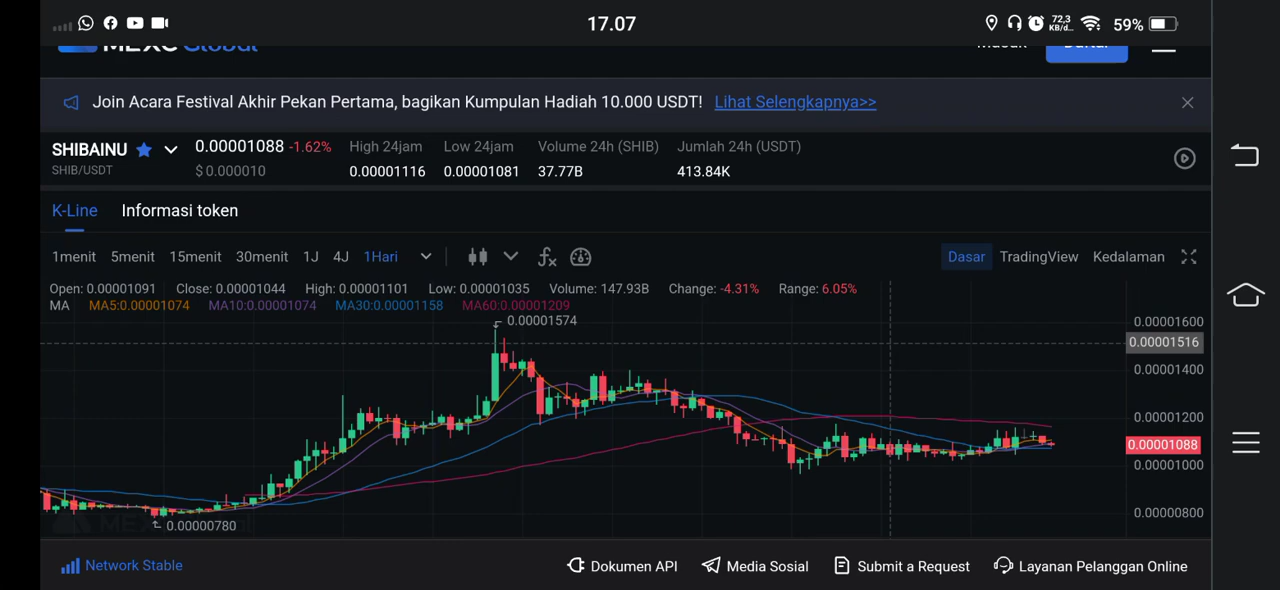 17.07
72,3
KB/d...
59%
MEXC Global
Masuk
Daftar
Join Acara Festival Akhir Pekan Pertama, bagikan Kumpulan Hadiah 10.000 USDT! Lihat Selengkapnya>>
SHIBAINU
SHIB/USDT
0.00001088 -1.62%
$ 0.000010
High 24jam
0.00001116
Low 24jam
0.00001081
Volume 24h (SHIB)
37.77B
Jumlah 24h (USDT)
413.84K
K-Line
Informasi token
1menit 5menit 15menit 30menit 1J 4J 1Hari
fx
Dasar TradingView Kedalaman
Open: 0.00001091 Close: 0.00001044 High: 0.00001101 Low: 0.00001035 Volume: 147.93B Change: -4.31% Range: 6.05%
MA MA5:0.00001074 MA10:0.00001074 MA30:0.00001158 MA60:0.00001209
0.00001574
0.00001600
0.00001516
0.00001400
0.00001200
0.00001088
0.00001000
0.00000800
0.00000780
Network Stable
Dokumen API
Media Sosial
Submit a Request
Layanan Pelanggan Online